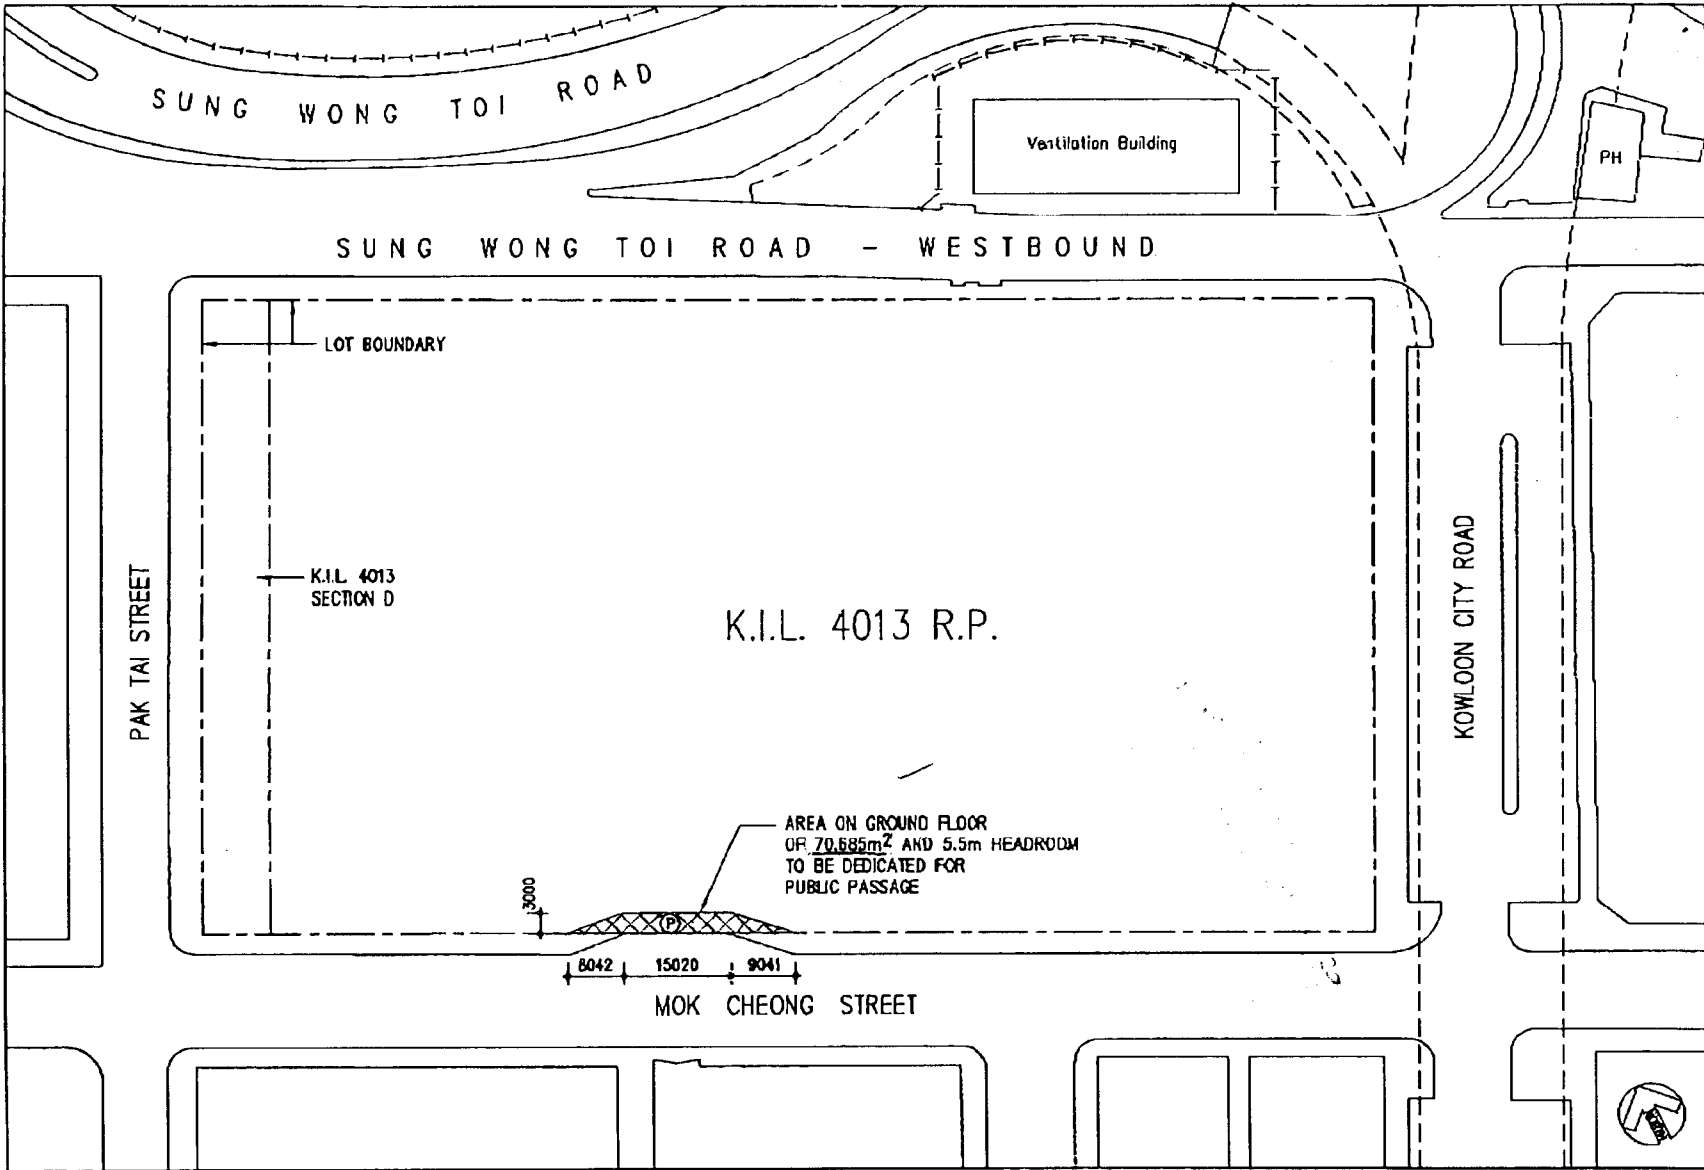 SUNG WONG TOI ROAD
Ventilation Building
PH
SUNG WONG TOI ROAD - WESTBOUND
LOT BOUNDARY
K.I.L. 4013
SECTION D
K.I.L. 4013 R.P.
PAK TAI STREET
KOWLOON CITY ROAD
AREA ON GROUND FLOOR
OF 70.685m² AND 5.5m HEADROOM
TO BE DEDICATED FOR
PUBLIC PASSAGE
3000
P
8042 15020 9041
MOK CHEONG STREET